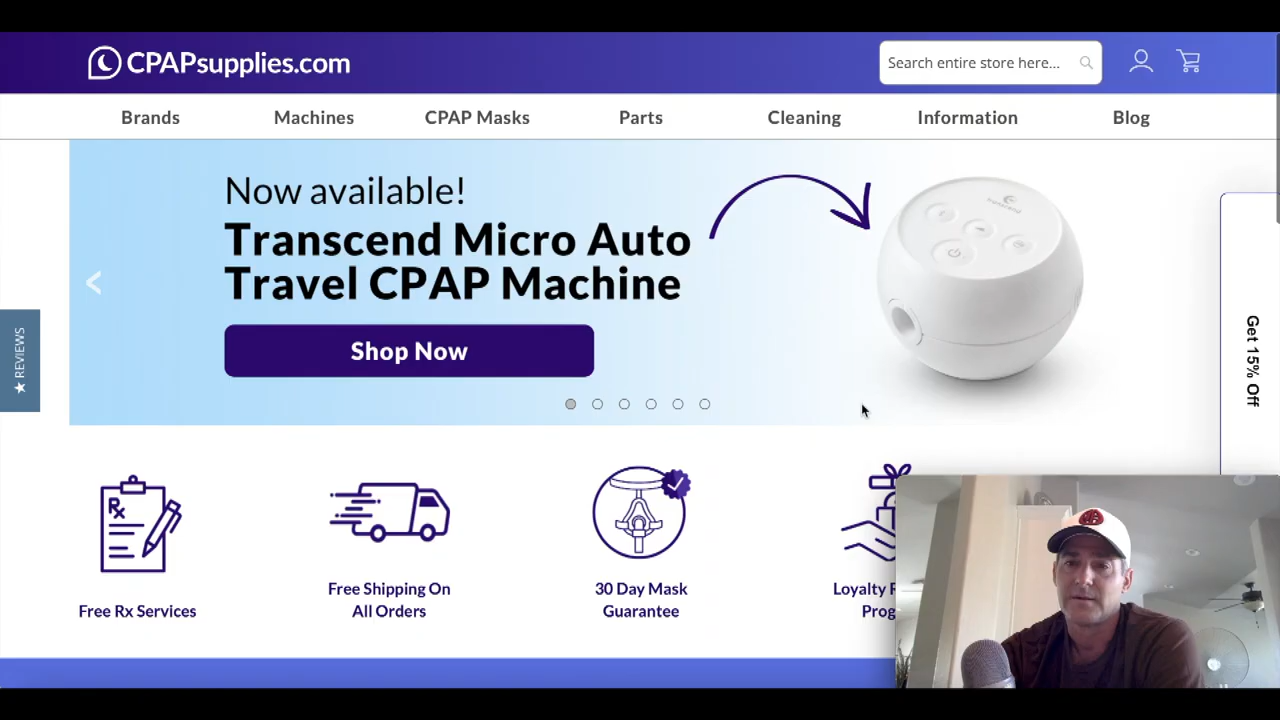 CPAPsupplies.com
Search entire store here...
Brands Machines CPAP Masks Parts Cleaning Information Blog
Now available!
Transcend Micro Auto
Travel CPAP Machine
Shop Now
★ REVIEWS
Get 15% Off
Rx
Free Rx Services
Free Shipping On
All Orders
30 Day Mask
Guarantee
Loyalty